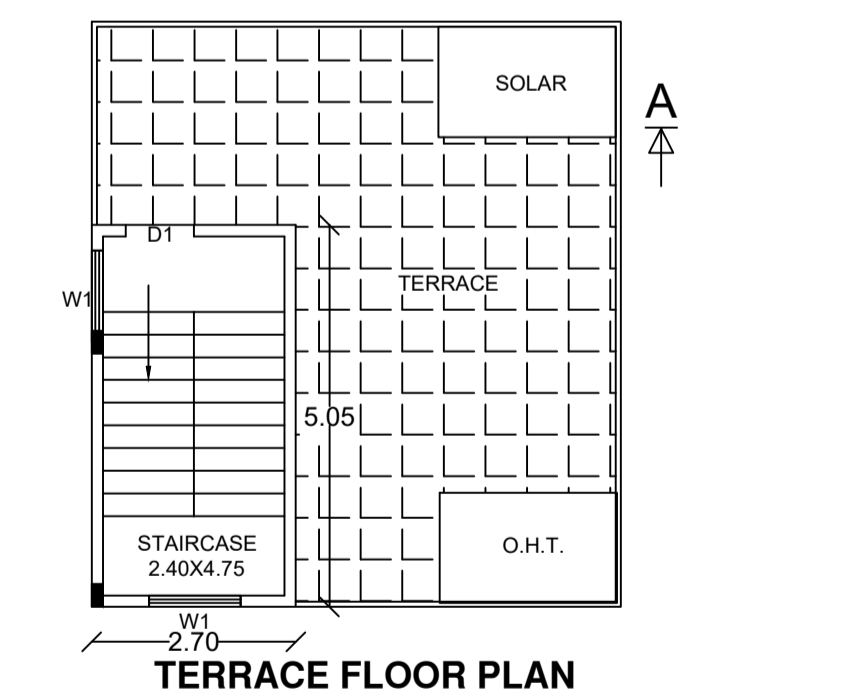 SOLAR
A
D1
TERRACE
W1
5.05
STAIRCASE
2.40X4.75
O.H.T.
W1
2.70
TERRACE FLOOR PLAN